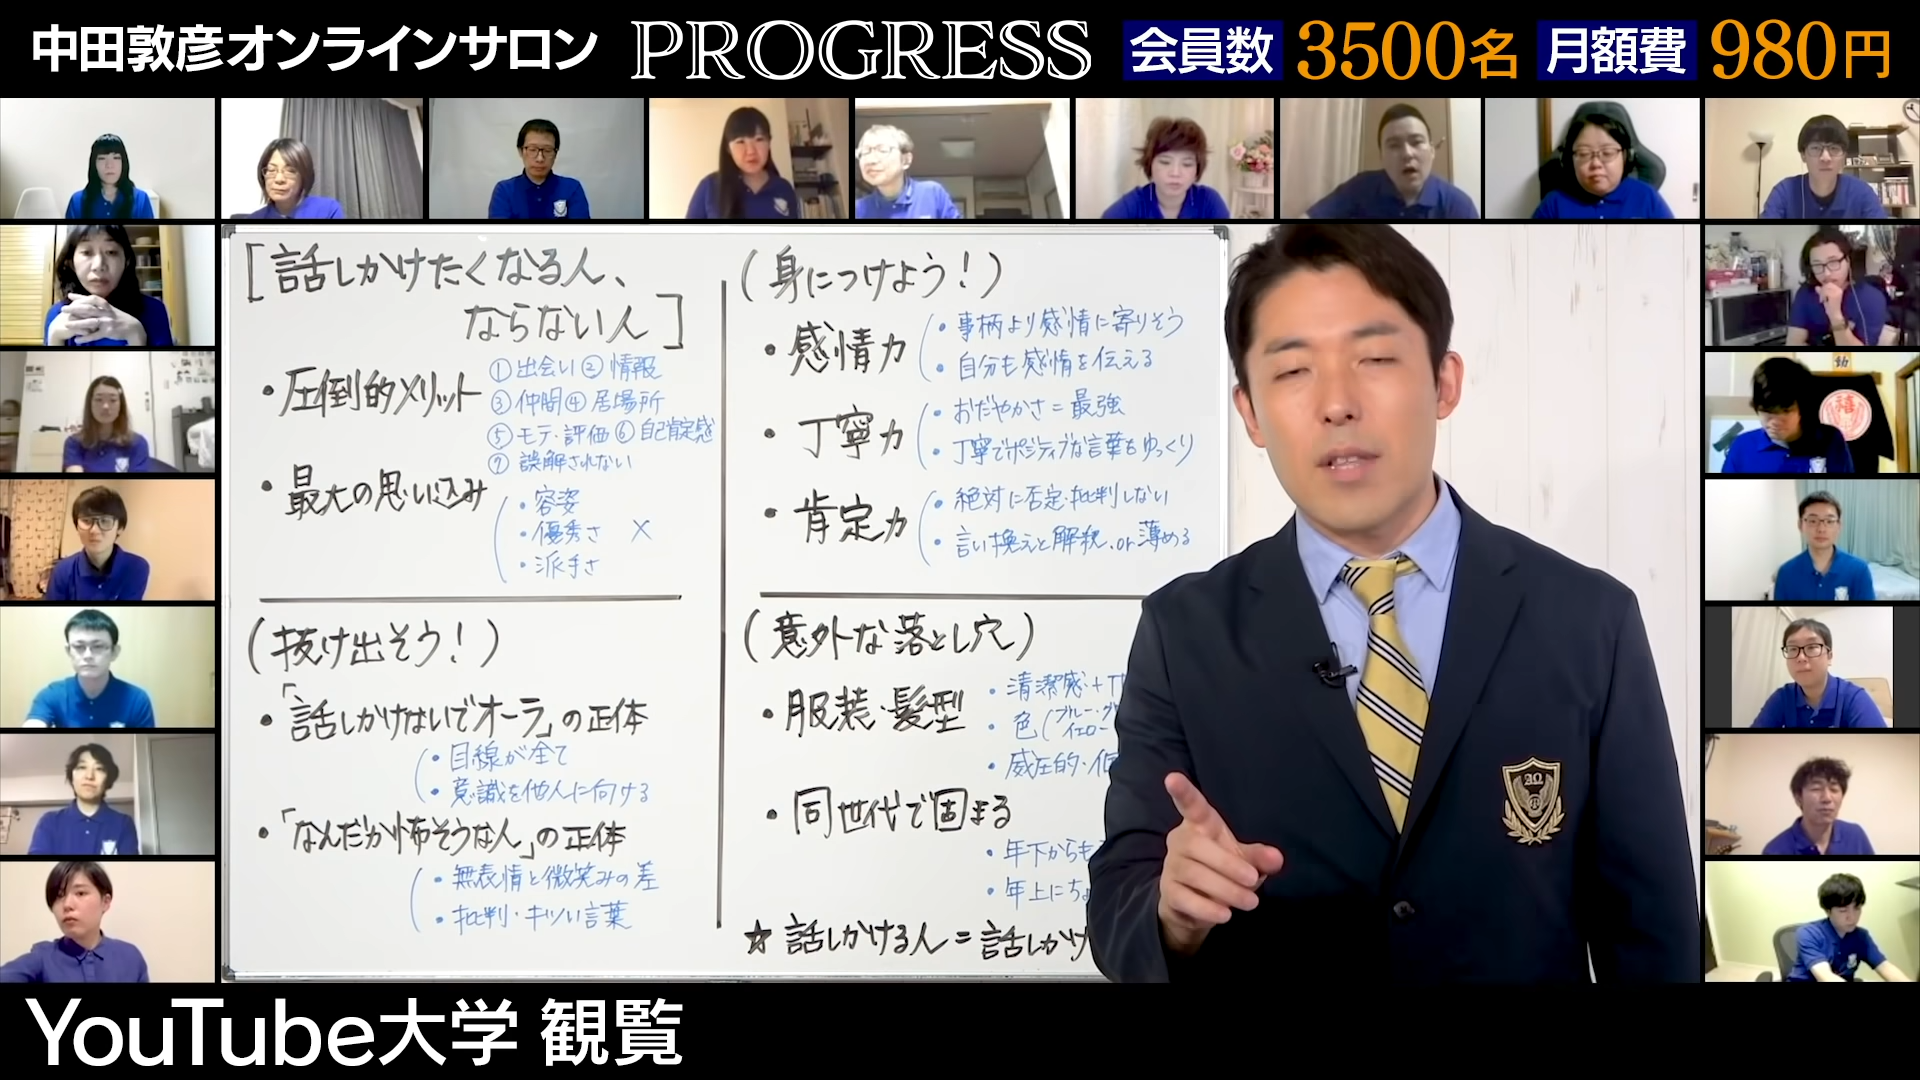 中田敦彦オンラインサロン PROGRESS 会員数 3500名 月額費 980円
[話しかけたくなる人、
ならない人]
・圧倒的メリット
①出会い ②情報
③仲間 ④居場所
⑤モテ・評価 ⑥自己肯定感
⑦誤解されない
・最大の思い込み
・容姿
・優秀さ ×
・派手さ
(抜け出そう!)
・「話しかけないでオーラ」の正体
・目線が全て
・意識を他人に向ける
・「なんだか怖そうな人」の正体
・無表情と微笑みの差
・批判・キツい言葉
(身につけよう!)
・感情力
・事柄より感情に寄りそう
・自分も感情を伝える
・丁寧力
・おだやかさ=最強
・丁寧でポジティブな言葉をゆっくり
・肯定力
・絶対に否定・批判しない
・言い換えと解釈、or 薄める
(意外な落とし穴)
・服装・髪型
・清潔感+
・色(ブルー・
イエロー
・威圧的・
・同世代で固まる
・年下からも
・年上に
☆話しかける人=話しかけ
YouTube大学 観覧